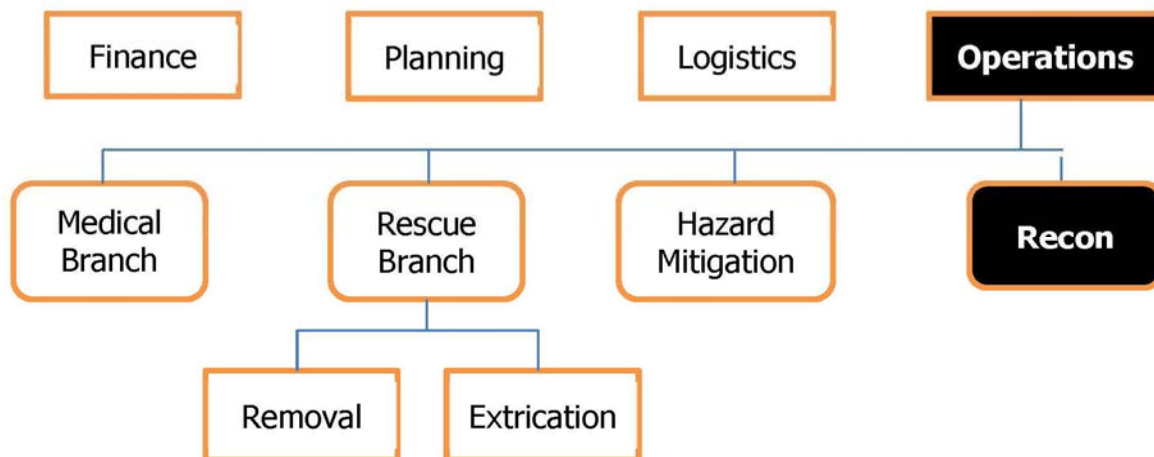 Finance
Planning
Logistics
Operations
Medical
Branch
Rescue
Branch
Hazard
Mitigation
Recon
Removal
Extrication